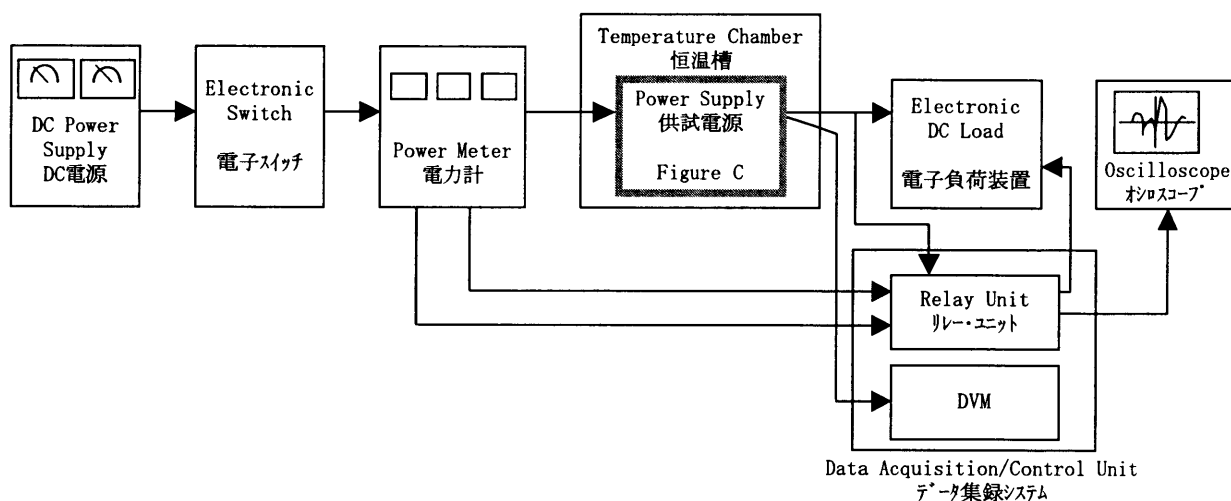 DC Power
Supply
DC電源
Electronic
Switch
電子スイッチ
Power Meter
電力計
Temperature Chamber
恒温槽
Power Supply
供試電源
Figure C
Electronic
DC Load
電子負荷装置
Oscilloscope
オシロスコープ
Relay Unit
リレー・ユニット
DVM
Data Acquisition/Control Unit
データ集録システム